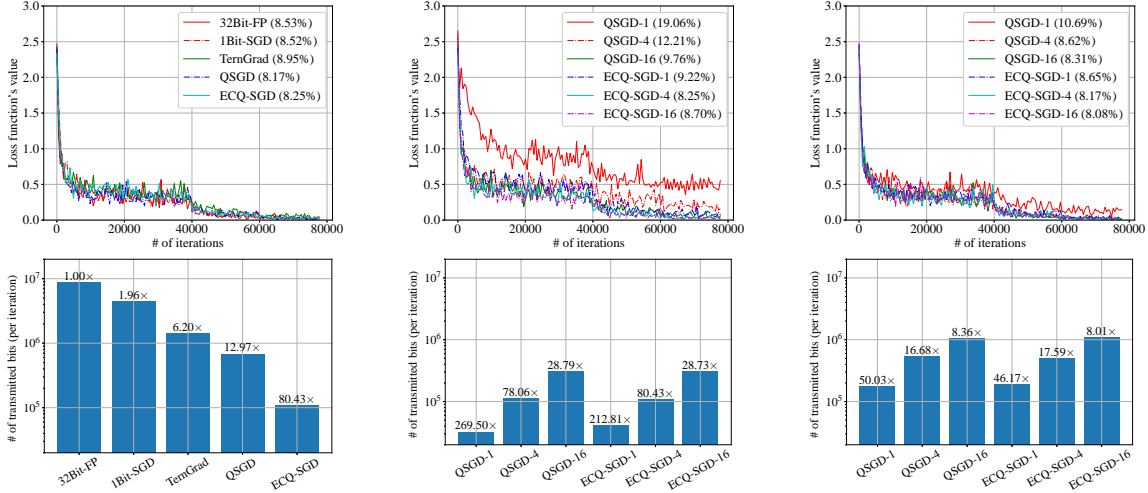 3.0
2.5
2.0
1.5
1.0
0.5
0.0
Loss function's value
32Bit-FP (8.53%)
1Bit-SGD (8.52%)
TernGrad (8.95%)
QSGD (8.17%)
ECQ-SGD (8.25%)
0 20000 40000 60000 80000
# of iterations
3.0
2.5
2.0
1.5
1.0
0.5
0.0
Loss function's value
QSGD-1 (19.06%)
QSGD-4 (12.21%)
QSGD-16 (9.76%)
ECQ-SGD-1 (9.22%)
ECQ-SGD-4 (8.25%)
ECQ-SGD-16 (8.70%)
0 20000 40000 60000 80000
# of iterations
3.0
2.5
2.0
1.5
1.0
0.5
0.0
Loss function's value
QSGD-1 (10.69%)
QSGD-4 (8.62%)
QSGD-16 (8.31%)
ECQ-SGD-1 (8.65%)
ECQ-SGD-4 (8.17%)
ECQ-SGD-16 (8.08%)
0 20000 40000 60000 80000
# of iterations
# of transmitted bits (per iteration)
10^7
10^6
10^5
1.00×
1.96×
6.20×
12.97×
80.43×
32Bit-FP
1Bit-SGD
TernGrad
QSGD
ECQ-SGD
# of transmitted bits (per iteration)
10^7
10^6
10^5
269.50×
78.06×
28.79×
212.81×
80.43×
28.73×
QSGD-1
QSGD-4
QSGD-16
ECQ-SGD-1
ECQ-SGD-4
ECQ-SGD-16
# of transmitted bits (per iteration)
10^7
10^6
10^5
50.03×
16.68×
8.36×
46.17×
17.59×
8.01×
QSGD-1
QSGD-4
QSGD-16
ECQ-SGD-1
ECQ-SGD-4
ECQ-SGD-16